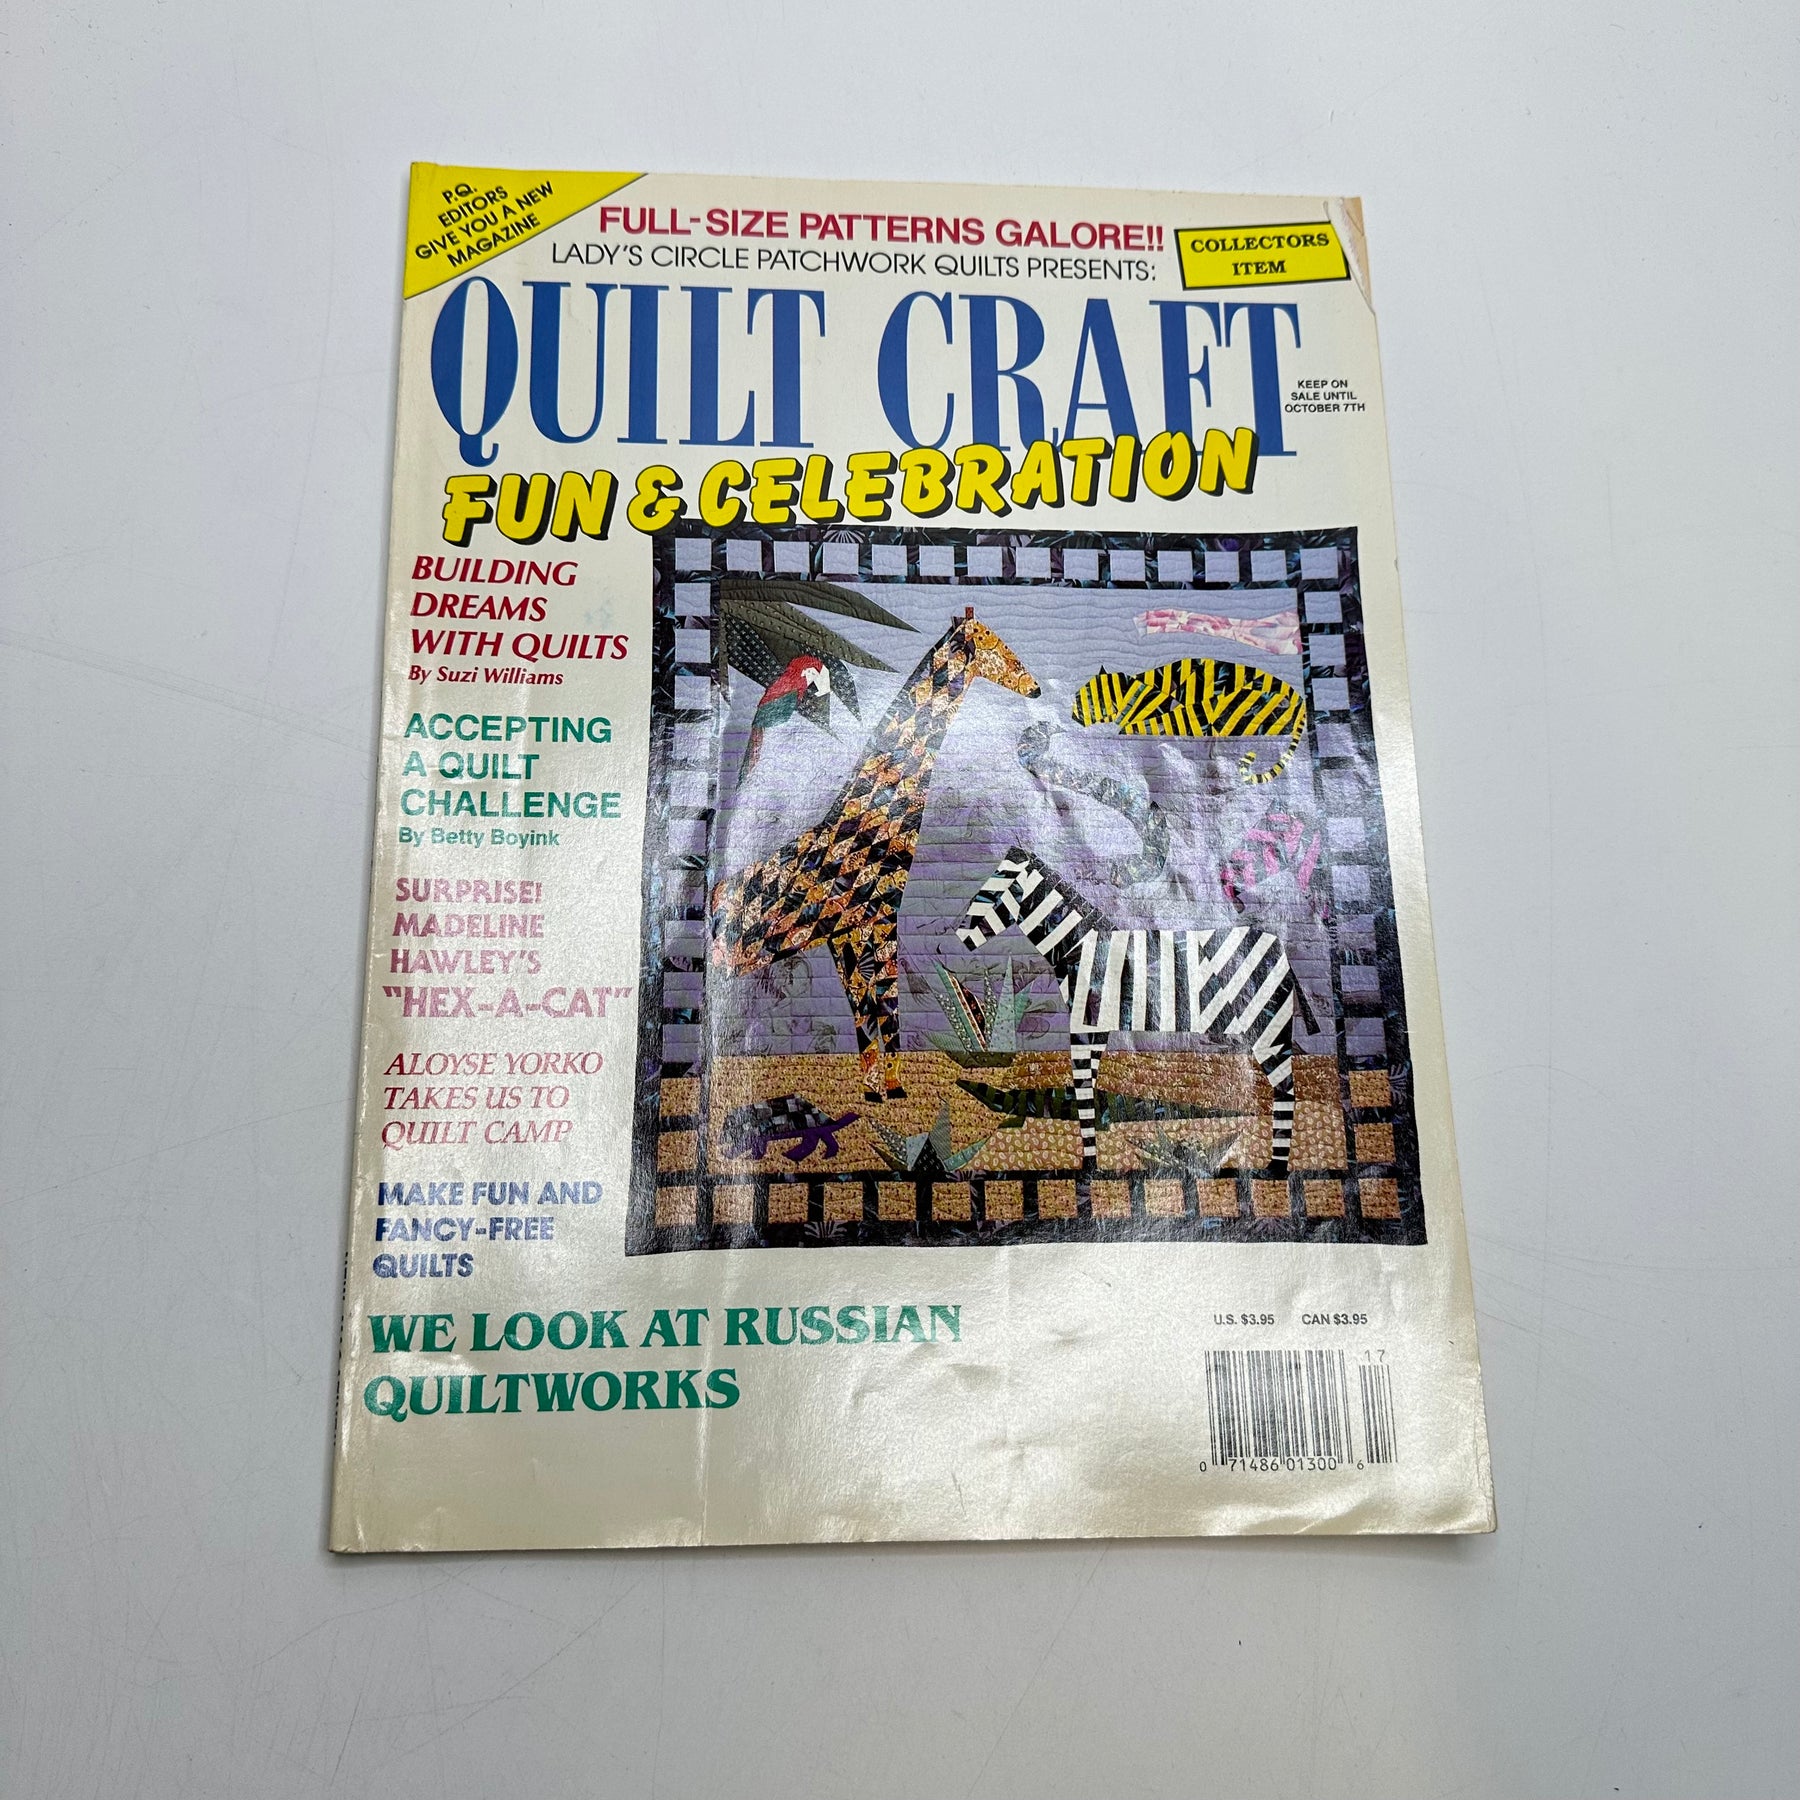 P.Q.
EDITORS
GIVE YOU A NEW
MAGAZINE
FULL-SIZE PATTERNS GALORE!!
LADY'S CIRCLE PATCHWORK QUILTS PRESENTS:
COLLECTORS
ITEM
QUILT CRAFT
KEEP ON
SALE UNTIL
OCTOBER 7TH
FUN & CELEBRATION
BUILDING
DREAMS
WITH QUILTS
By Suzi Williams
ACCEPTING
A QUILT
CHALLENGE
By Betty Boyink
SURPRISE!
MADELINE
HAWLEY'S
"HEX-A-CAT"
ALOYSE YORKO
TAKES US TO
QUILT CAMP
MAKE FUN AND
FANCY-FREE
QUILTS
WE LOOK AT RUSSIAN
QUILTWORKS
U.S. $3.95 CAN $3.95
17
0 71486 01300 6